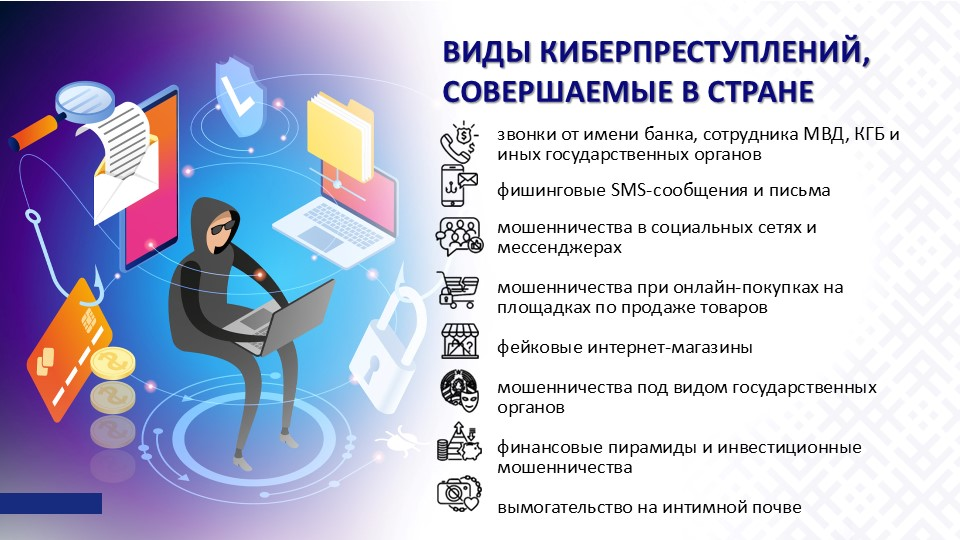 ВИДЫ КИБЕРПРЕСТУПЛЕНИЙ,
СОВЕРШАЕМЫЕ В СТРАНЕ
звонки от имени банка, сотрудника МВД, КГБ и
иных государственных органов
фишинговые SMS-сообщения и письма
мошенничества в социальных сетях и
мессенджерах
мошенничества при онлайн-покупках на
площадках по продаже товаров
фейковые интернет-магазины
мошенничества под видом государственных
органов
финансовые пирамиды и инвестиционные
мошенничества
вымогательство на интимной почве